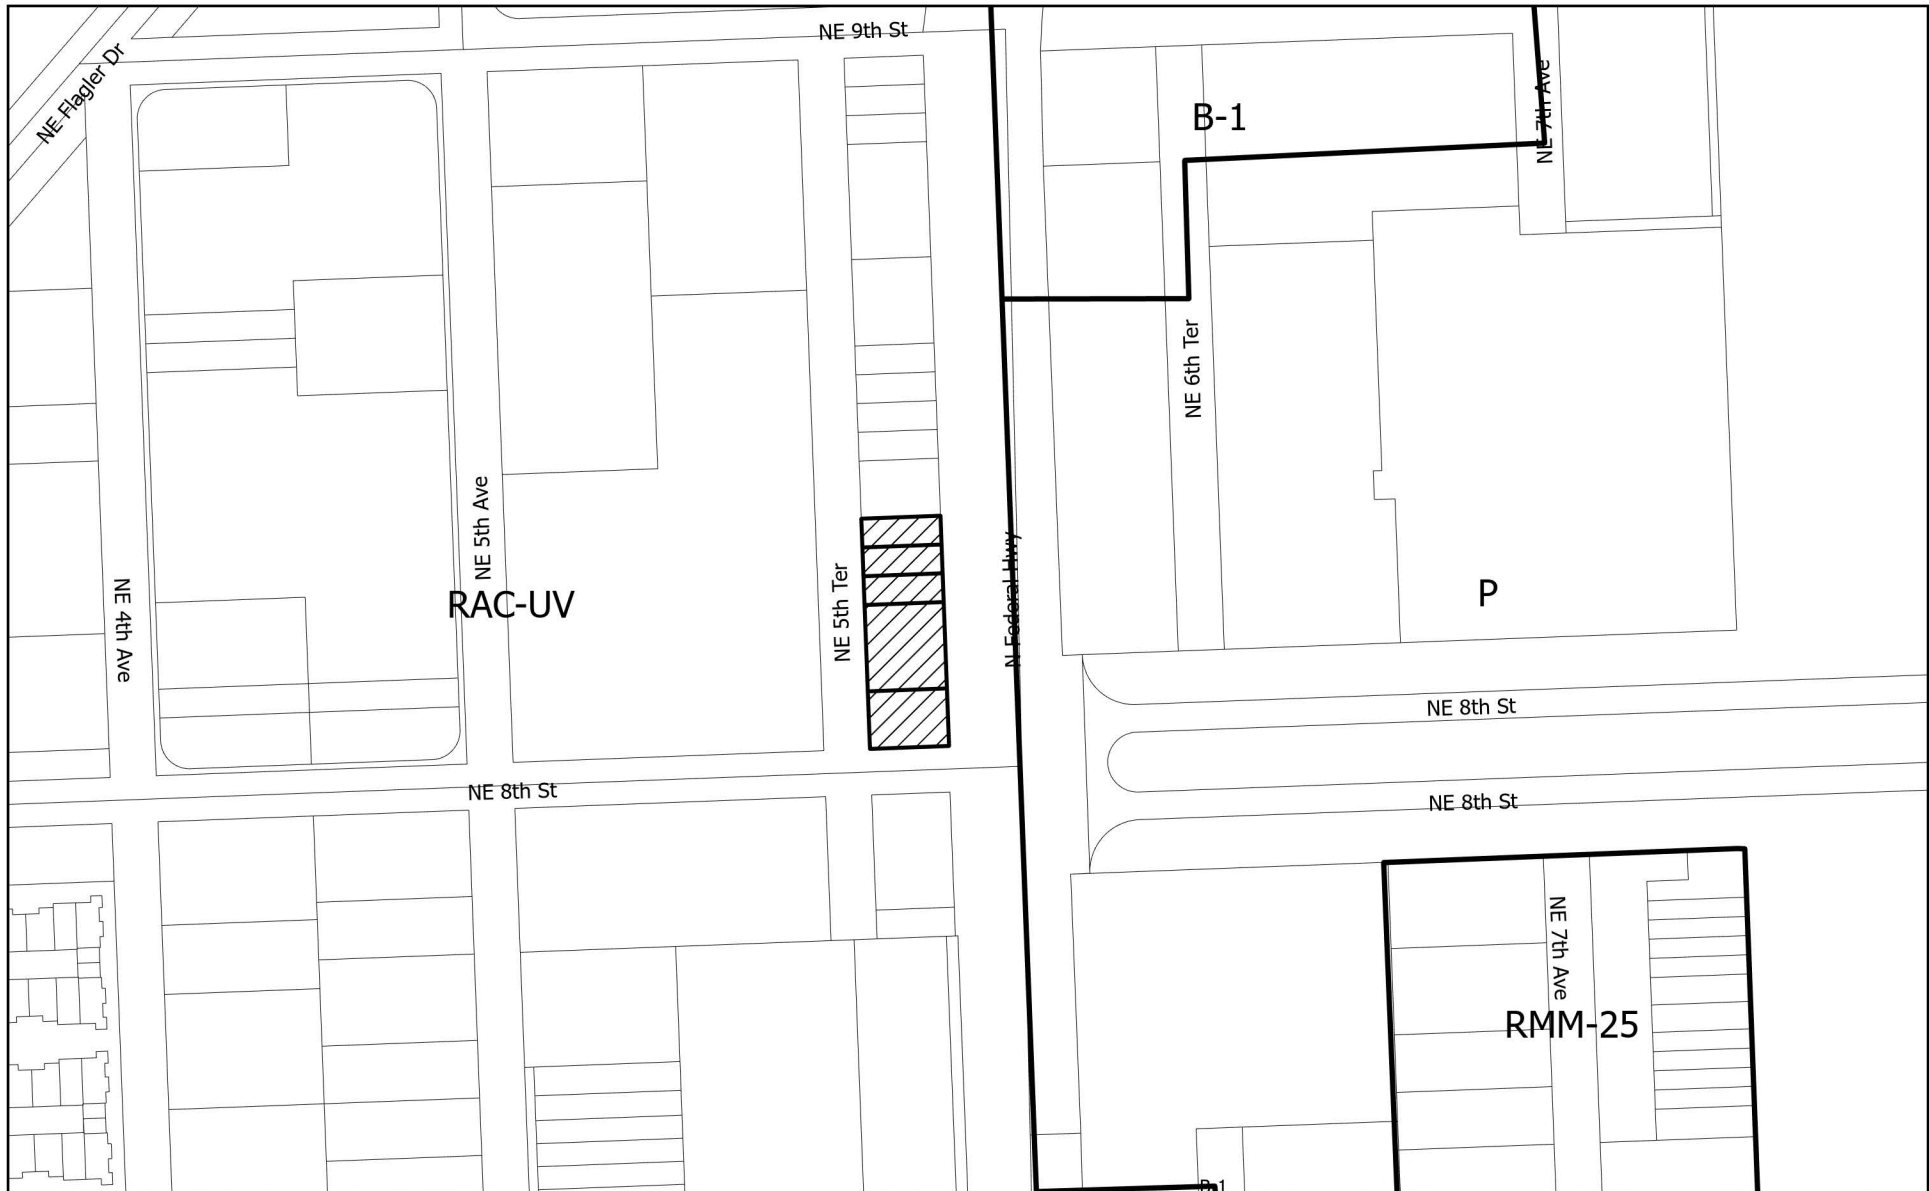 NE 9th St
NE Flagler Dr
NE 7th Ave
B-1
NE 6th Ter
NE 5th Ave
NE 5th Ter
N Federal Hwy
NE 4th Ave
RAC-UV
P
NE 8th St
NE 8th St
NE 8th St
NE 7th Ave
RMM-25
B-1